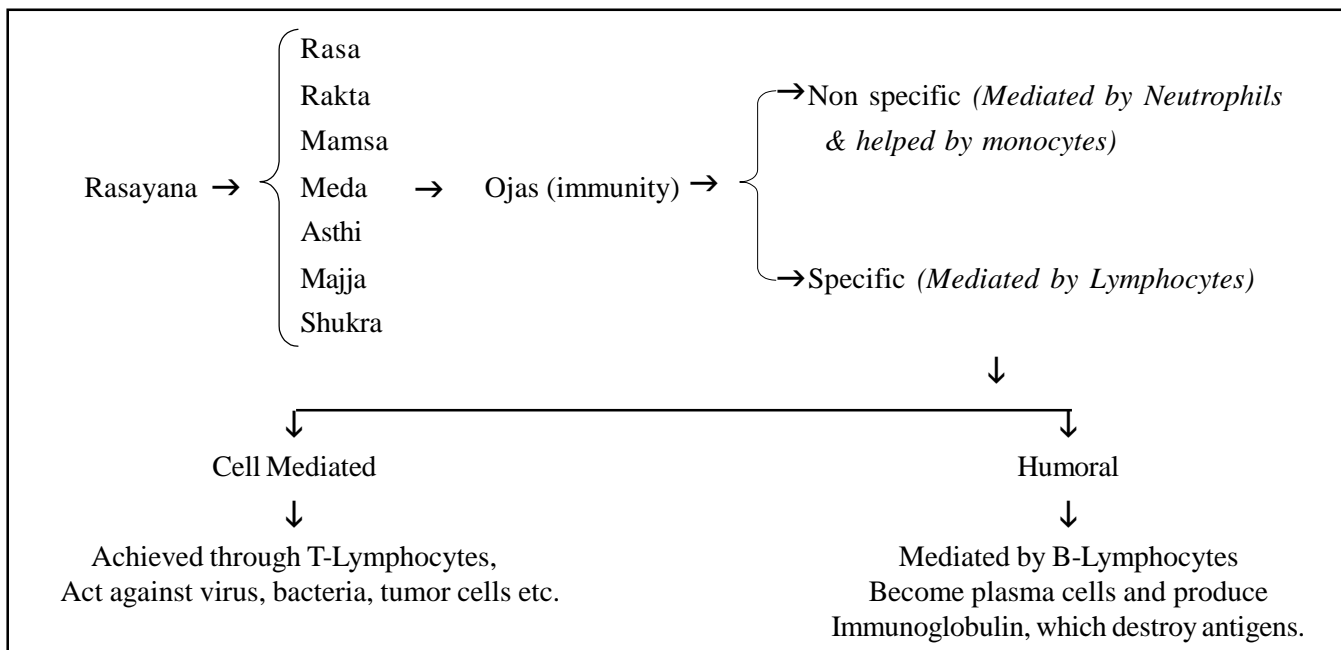 Rasayana → 
Rasa
Rakta
Mamsa
Meda
Asthi
Majja
Shukra
→ Ojas (immunity) →
→Non specific (Mediated by Neutrophils
& helped by monocytes)
→Specific (Mediated by Lymphocytes)
↓
↓
Cell Mediated
↓
Achieved through T-Lymphocytes,
Act against virus, bacteria, tumor cells etc.
↓
Humoral
↓
Mediated by B-Lymphocytes
Become plasma cells and produce
Immunoglobulin, which destroy antigens.